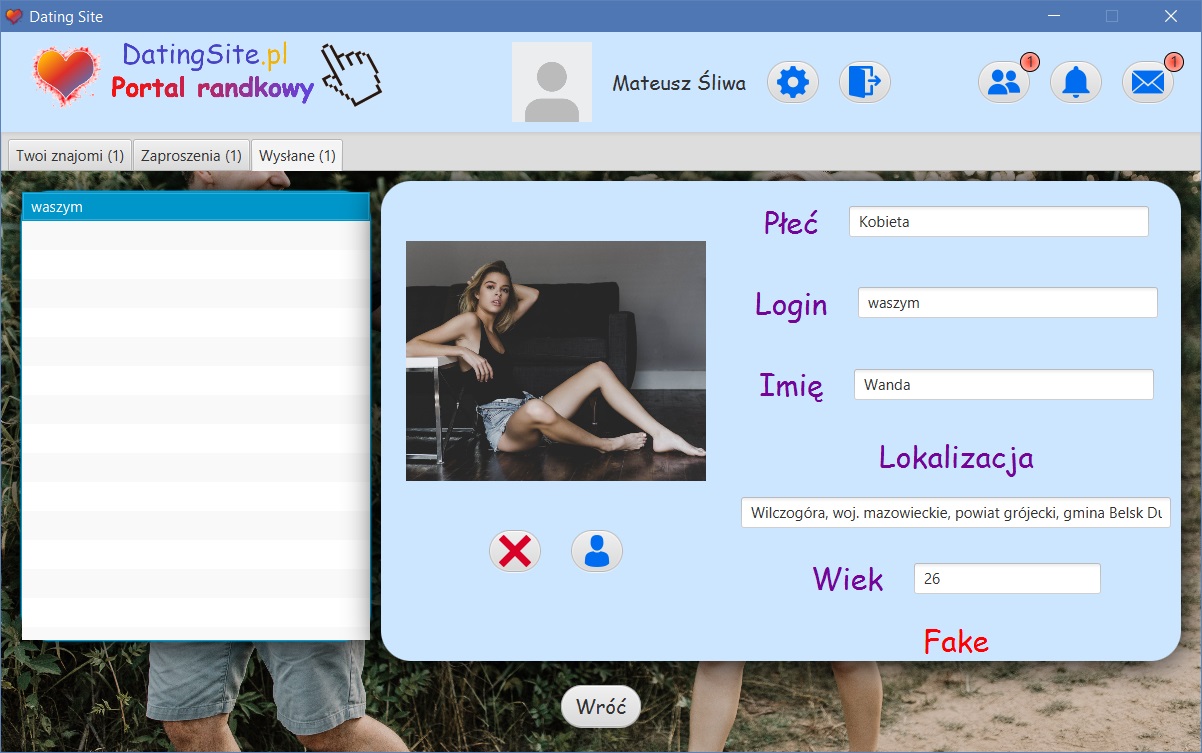 Dating Site
DatingSite.pl
Portal randkowy
Mateusz Śliwa
1
1
Twoi znajomi (1)
Zaproszenia (1)
Wysłane (1)
waszym
Płeć
Kobieta
Login
waszym
Imię
Wanda
Lokalizacja
Wilczogóra, woj. mazowieckie, powiat grójecki, gmina Belsk Du
Wiek
26
Fake
Wróć